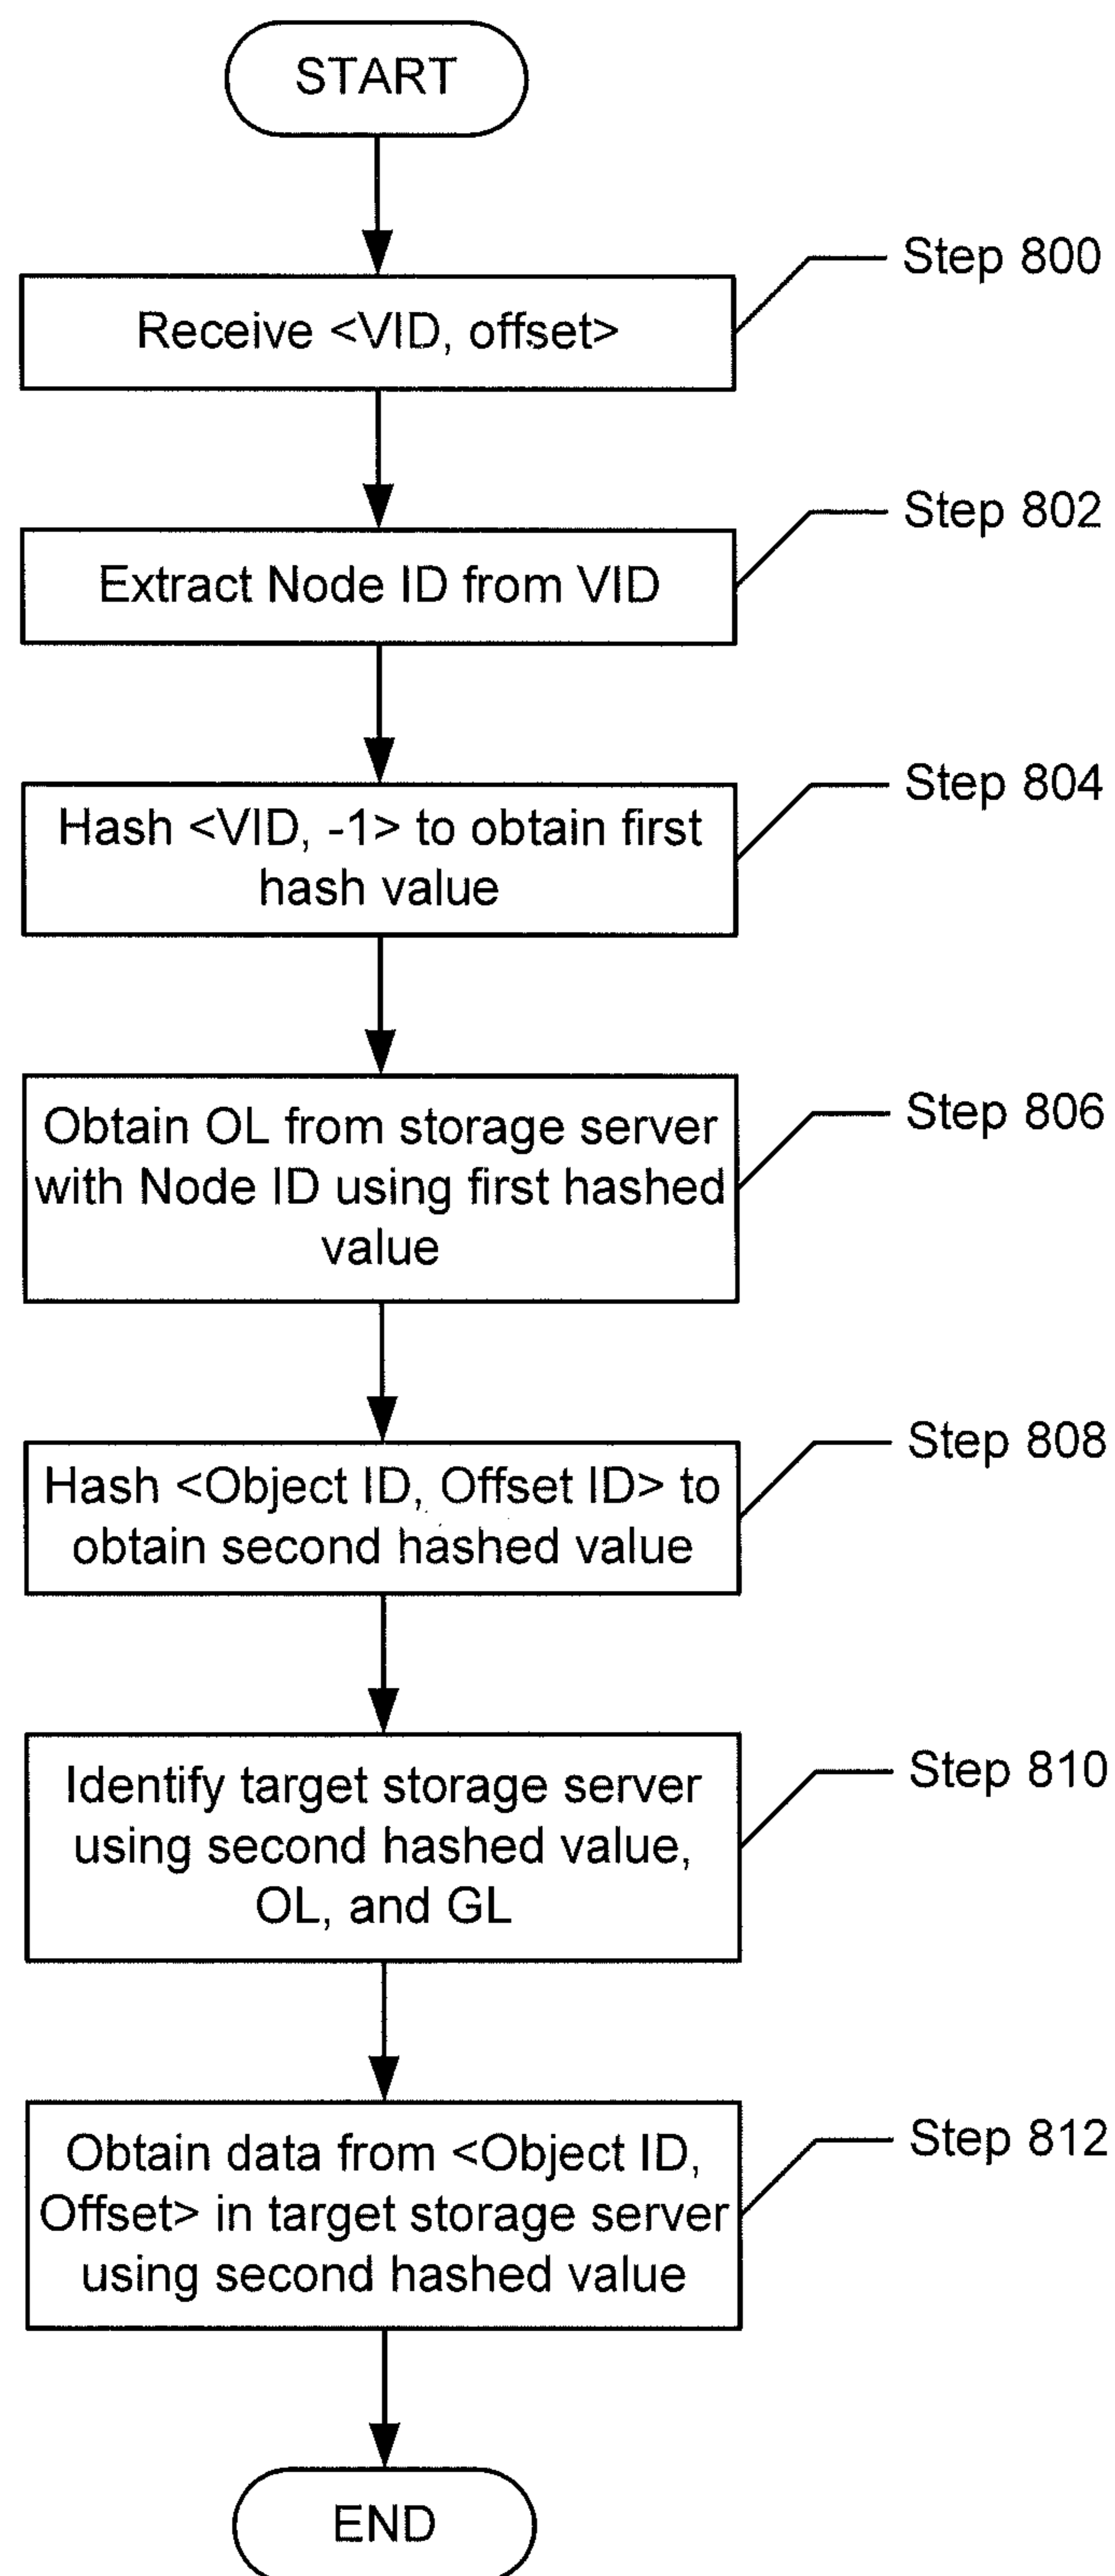 START
Step 800
Receive <VID, offset>
Step 802
Extract Node ID from VID
Step 804
Hash <VID, -1> to obtain first
hash value
Step 806
Obtain OL from storage server
with Node ID using first hashed
value
Step 808
Hash <Object ID, Offset ID> to
obtain second hashed value
Step 810
Identify target storage server
using second hashed value,
OL, and GL
Step 812
Obtain data from <Object ID,
Offset> in target storage server
using second hashed value
END